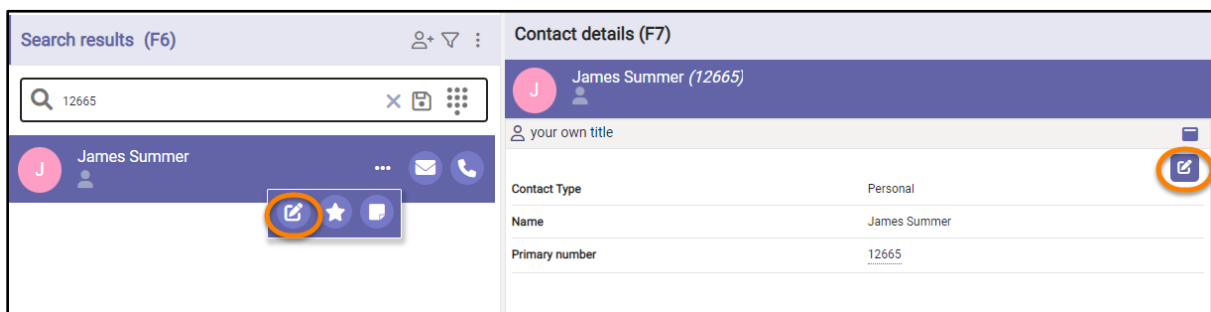 Search results (F6)
12665
J
James Summer
Contact details (F7)
J
James Summer (12665)
your own title
Contact Type Personal
Name James Summer
Primary number 12665